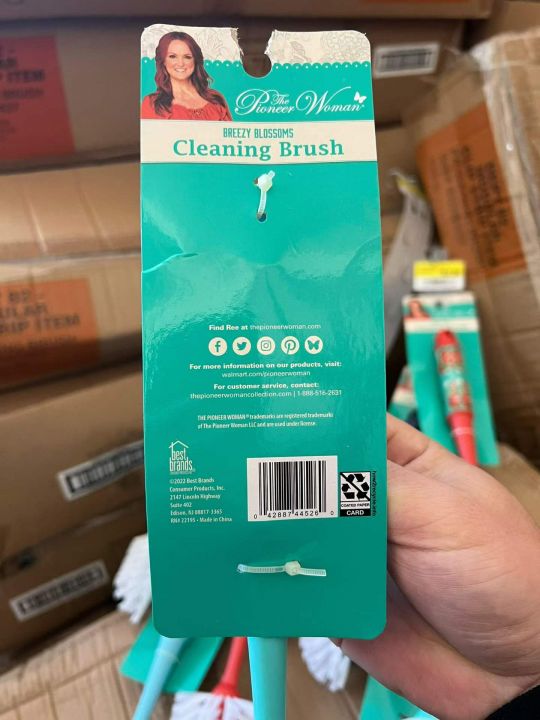 The
Pioneer Woman
BREEZY BLOSSOMS
Cleaning Brush
Find Ree at thepioneerwoman.com
For more information on our products, visit:
walmart.com/pioneerwoman
For customer service, contact:
thepioneerwomancollection.com | 1-888-516-2631
THE PIONEER WOMAN® trademarks are registered trademarks
of The Pioneer Woman LLC and are used under license.
best
brands
©2022 Best Brands
Consumer Products, Inc.
2147 Lincoln Highway
Suite 402
Edison, NJ 08817-3365
RN# 22195 • Made in China
0 42887 44526 0
COATED PAPER
CARD
ITEM